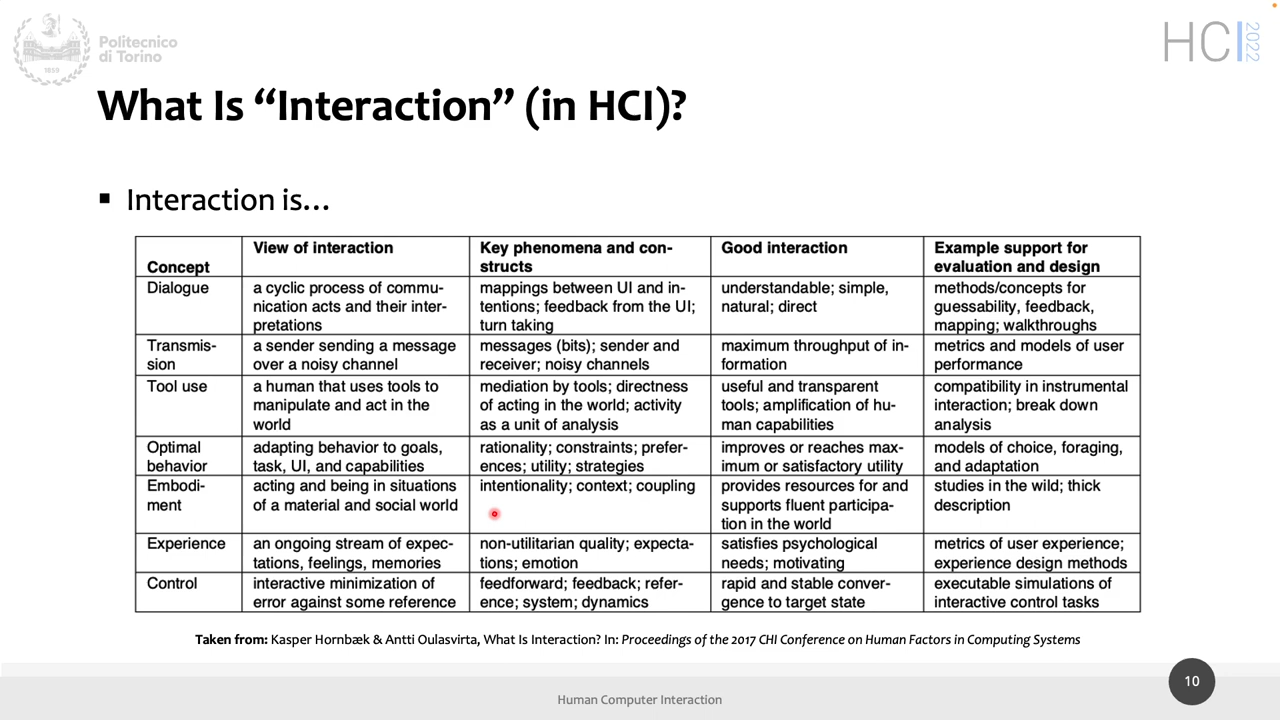 Politecnico
di Torino
1859
HCI 2022
What Is “Interaction” (in HCI)?
▪ Interaction is…
Concept | View of interaction | Key phenomena and con-structs | Good interaction | Example support for evaluation and design
Dialogue | a cyclic process of commu-nication acts and their inter-pretations | mappings between UI and in-tentions; feedback from the UI; turn taking | understandable; simple, natural; direct | methods/concepts for guessability, feedback, mapping; walkthroughs
Transmis-sion | a sender sending a message over a noisy channel | messages (bits); sender and receiver; noisy channels | maximum throughput of in-formation | metrics and models of user performance
Tool use | a human that uses tools to manipulate and act in the world | mediation by tools; directness of acting in the world; activity as a unit of analysis | useful and transparent tools; amplification of hu-man capabilities | compatibility in instrumental interaction; break down analysis
Optimal behavior | adapting behavior to goals, task, UI, and capabilities | rationality; constraints; prefer-ences; utility; strategies | improves or reaches max-imum or satisfactory utility | models of choice, foraging, and adaptation
Embodi-ment | acting and being in situations of a material and social world | intentionality; context; coupling | provides resources for and supports fluent participa-tion in the world | studies in the wild; thick description
Experience | an ongoing stream of expec-tations, feelings, memories | non-utilitarian quality; expecta-tions; emotion | satisfies psychological needs; motivating | metrics of user experience; experience design methods
Control | interactive minimization of error against some reference | feedforward; feedback; refer-ence; system; dynamics | rapid and stable conver-gence to target state | executable simulations of interactive control tasks
Taken from: Kasper Hornbæk & Antti Oulasvirta, What Is Interaction? In: Proceedings of the 2017 CHI Conference on Human Factors in Computing Systems
Human Computer Interaction
10